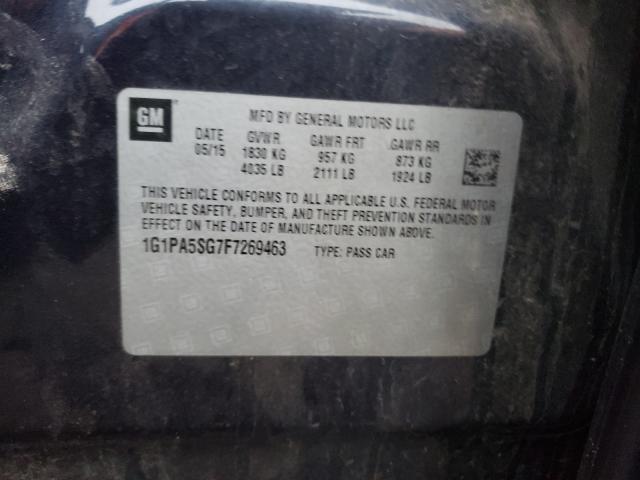 GM
MFD BY GENERAL MOTORS LLC
DATE GVWR GAWR FRT GAWR RR
05/15 1830 KG 957 KG 873 KG
4035 LB 2111 LB 1924 LB
THIS VEHICLE CONFORMS TO ALL APPLICABLE U.S. FEDERAL MOTOR
VEHICLE SAFETY, BUMPER, AND THEFT PREVENTION STANDARDS IN
EFFECT ON THE DATE OF MANUFACTURE SHOWN ABOVE.
1G1PA5SG7F7269463 TYPE: PASS CAR